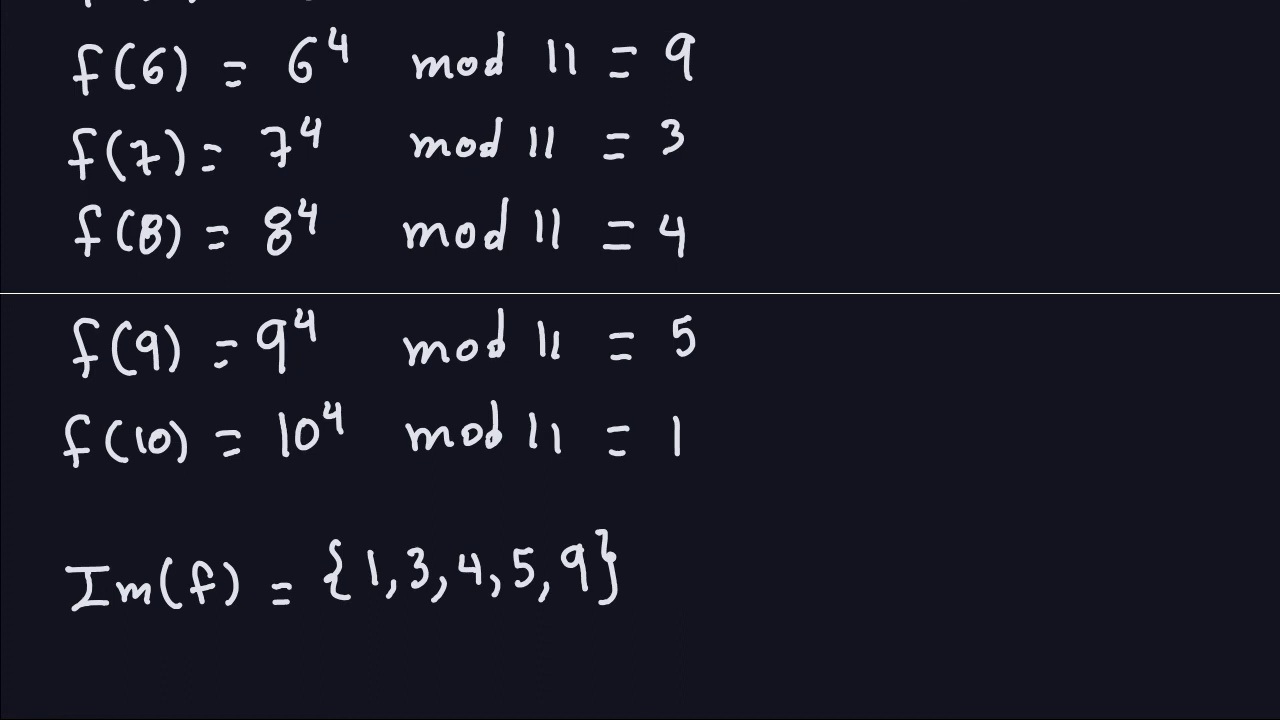 f(6) = 6⁴ mod 11 = 9
f(7) = 7⁴ mod 11 = 3
f(8) = 8⁴ mod 11 = 4
f(9) = 9⁴ mod 11 = 5
f(10) = 10⁴ mod 11 = 1
Im(f) = {1,3,4,5,9}